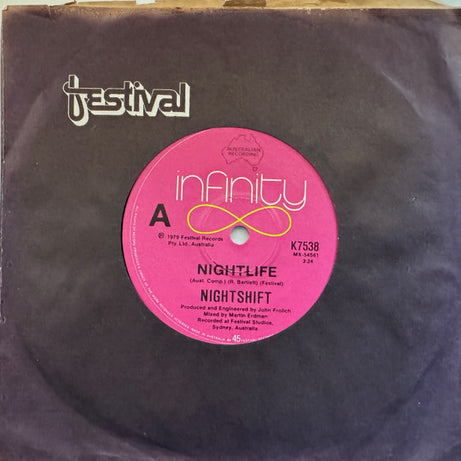 festival
AUSTRALIAN
RECORDING
infinity
A
℗ 1979 Festival Records
Pty. Ltd., Australia
K7538
MX-54561
2:24
NIGHTLIFE
(Aust. Comp.) (R. Bartlett) (Festival)
NIGHTSHIFT
Produced and Engineered by John Frolich
Mixed by Martin Erdman
Recorded at Festival Studios,
Sydney, Australia
45